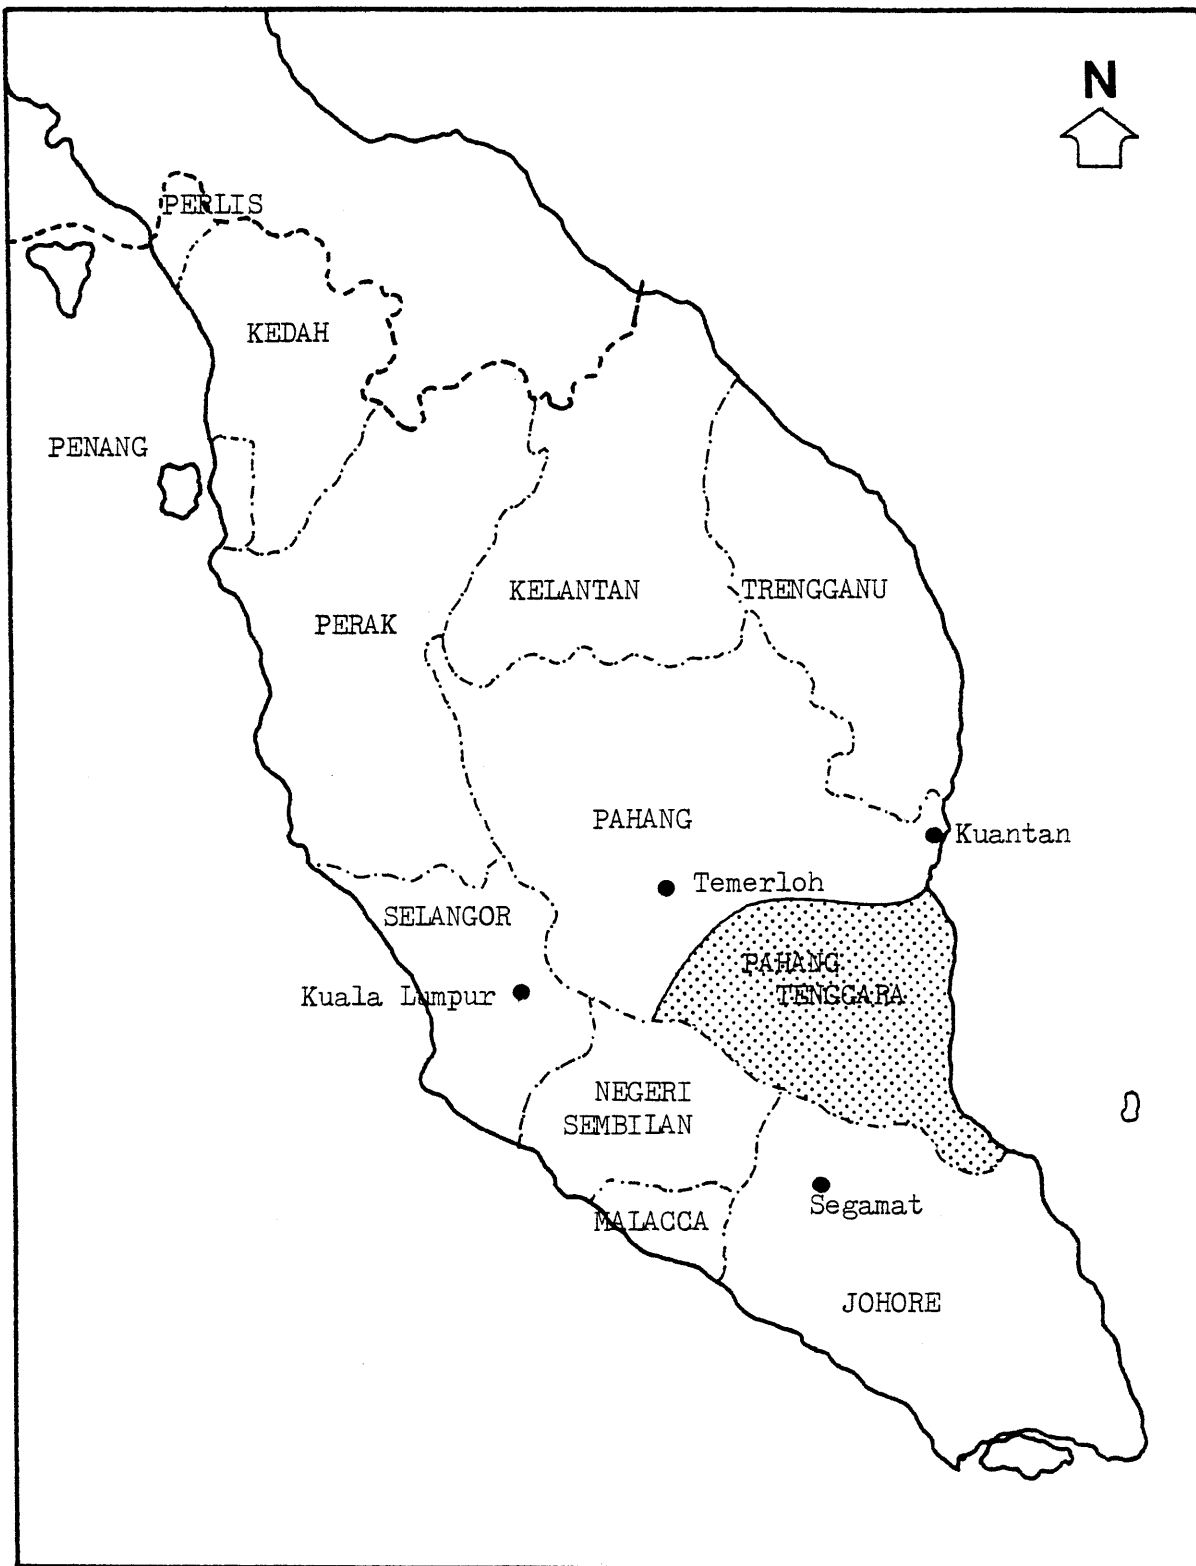 N
PERLIS
KEDAH
PENANG
KELANTAN
TRENGGANU
PERAK
PAHANG
Kuantan
Temerloh
SELANGOR
PAHANG
TENGGARA
Kuala Lumpur
NEGERI
SEMBILAN
Segamat
MALACCA
JOHORE